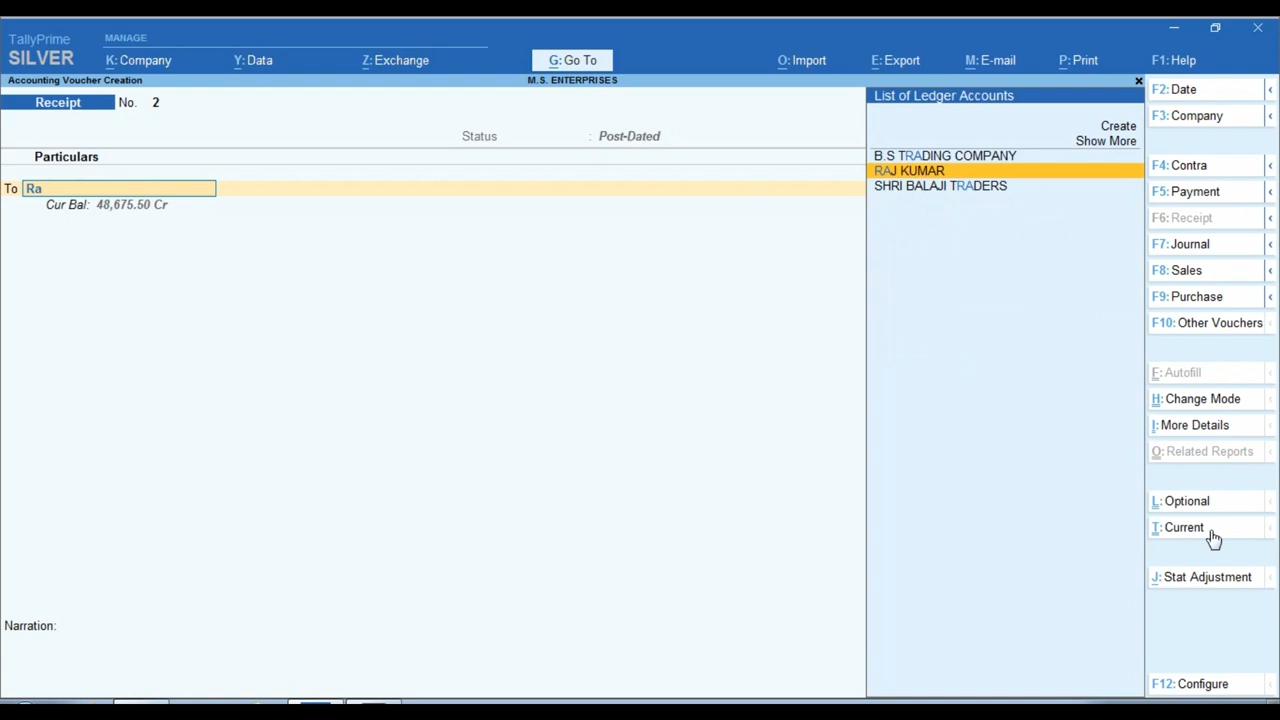 TallyPrime
SILVER
MANAGE
K: Company
Y: Data
Z: Exchange
G: Go To
O: Import
E: Export
M: E-mail
P: Print
F1: Help
Accounting Voucher Creation
M.S. ENTERPRISES
×
Receipt No. 2
Status : Post-Dated
Particulars
To Ra
Cur Bal: 48,675.50 Cr
Narration:
List of Ledger Accounts
Create
Show More
B.S TRADING COMPANY
RAJ KUMAR
SHRI BALAJI TRADERS
F2: Date
F3: Company
F4: Contra
F5: Payment
F6: Receipt
F7: Journal
F8: Sales
F9: Purchase
F10: Other Vouchers
F: Autofill
H: Change Mode
I: More Details
O: Related Reports
L: Optional
T: Current
J: Stat Adjustment
F12: Configure